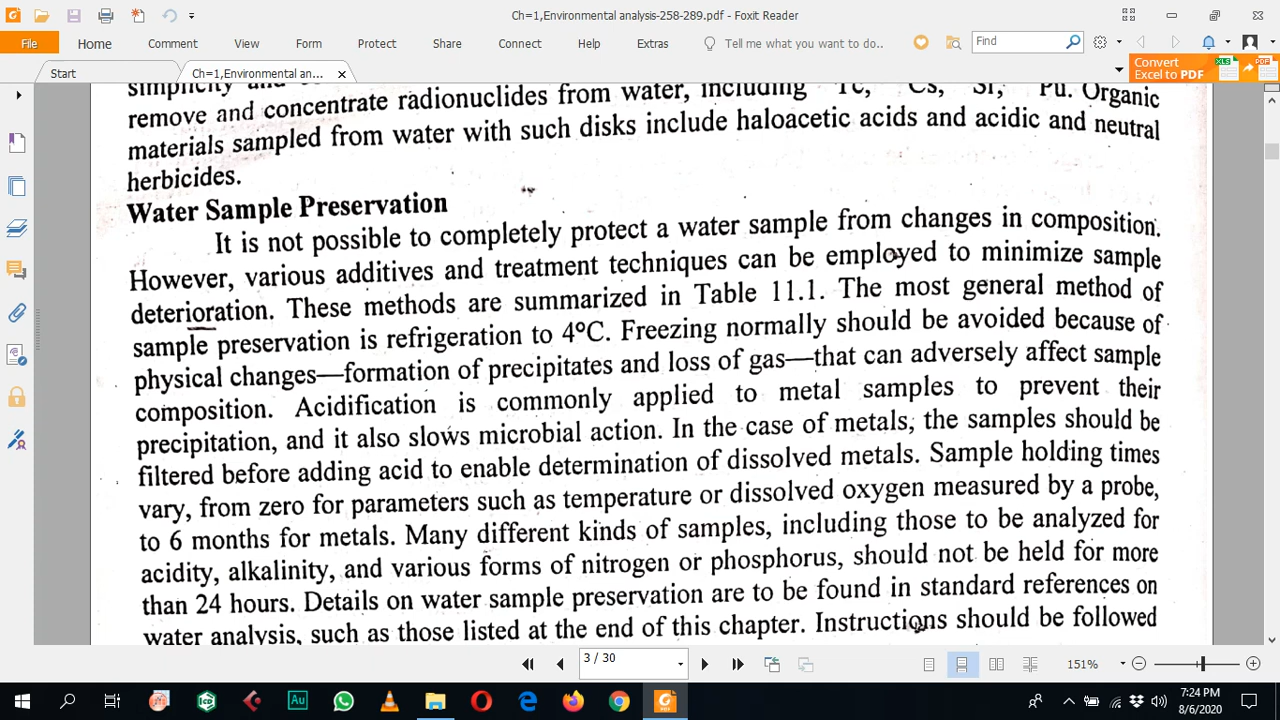 Ch=1,Environmental analysis-258-289.pdf - Foxit Reader
File Home Comment View Form Protect Share Connect Help Extras Tell me what you want to do.. Find
Start Ch=1,Environmental an...
Convert
Excel to PDF
simplicity and
remove and concentrate radionuclides from water, including Tc, Cs, Sr, Pu. Organic
materials sampled from water with such disks include haloacetic acids and acidic and neutral
herbicides.
Water Sample Preservation
It is not possible to completely protect a water sample from changes in composition.
However, various additives and treatment techniques can be employed to minimize sample
deterioration. These methods are summarized in Table 11.1. The most general method of
sample preservation is refrigeration to 4°C. Freezing normally should be avoided because of
physical changes—formation of precipitates and loss of gas—that can adversely affect sample
composition. Acidification is commonly applied to metal samples to prevent their
precipitation, and it also slows microbial action. In the case of metals, the samples should be
filtered before adding acid to enable determination of dissolved metals. Sample holding times
vary, from zero for parameters such as temperature or dissolved oxygen measured by a probe,
to 6 months for metals. Many different kinds of samples, including those to be analyzed for
acidity, alkalinity, and various forms of nitrogen or phosphorus, should not be held for more
than 24 hours. Details on water sample preservation are to be found in standard references on
water analysis, such as those listed at the end of this chapter. Instructions should be followed
3 / 30 151%
7:24 PM
8/6/2020